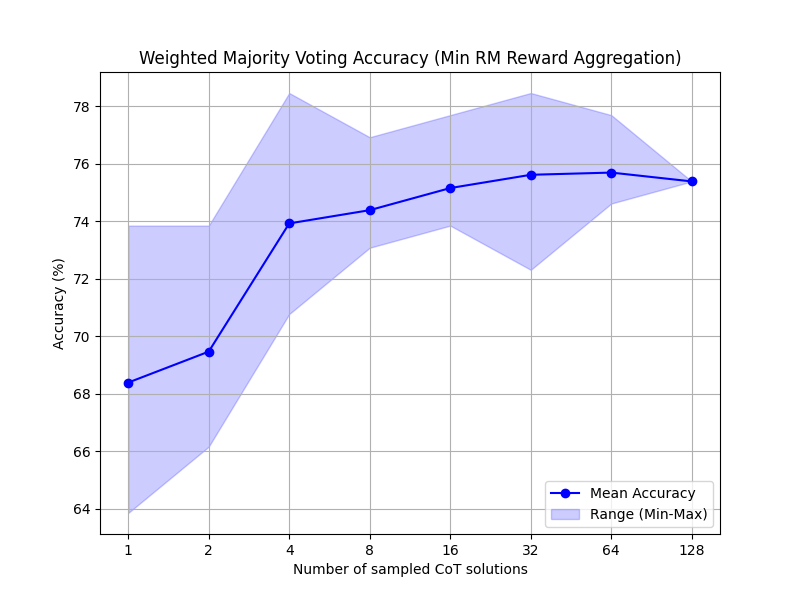 Weighted Majority Voting Accuracy (Min RM Reward Aggregation)
78
76
74
72
70
68
66
64
Accuracy (%)
Mean Accuracy
Range (Min-Max)
1 2 4 8 16 32 64 128
Number of sampled CoT solutions